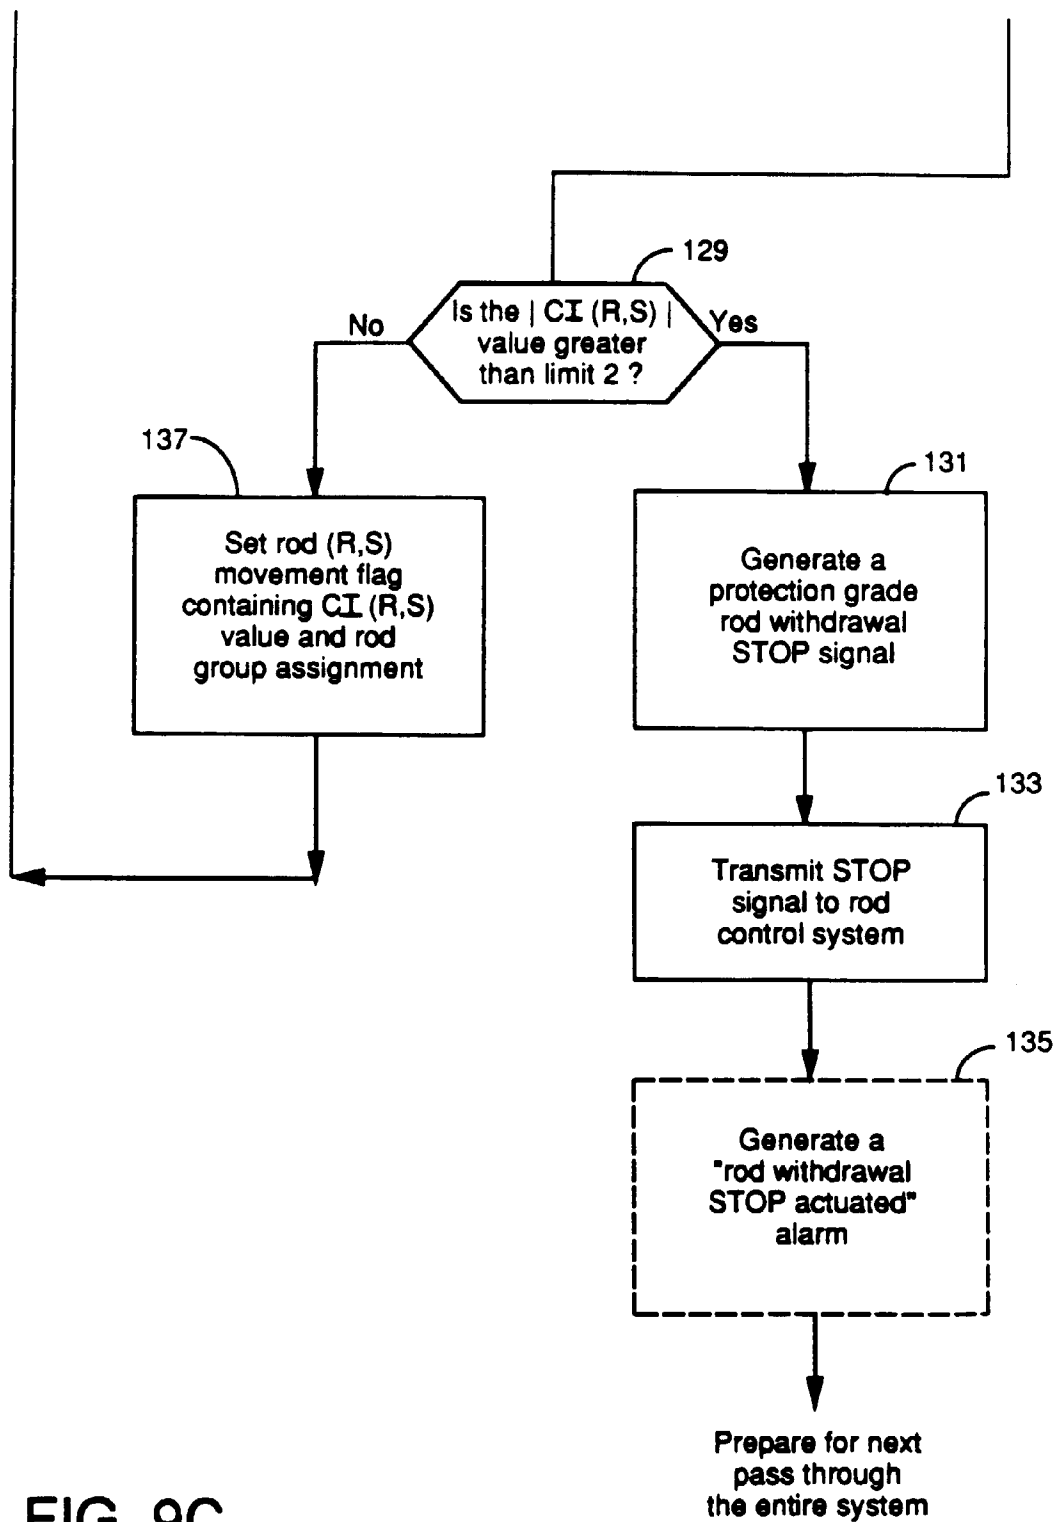 129
Is the | CI (R,S) |
value greater
than limit 2 ?
No
Yes
137
Set rod (R,S)
movement flag
containing CI (R,S)
value and rod
group assignment
131
Generate a
protection grade
rod withdrawal
STOP signal
133
Transmit STOP
signal to rod
control system
135
Generate a
"rod withdrawal
STOP actuated"
alarm
Prepare for next
pass through
the entire system
FIG. 9C